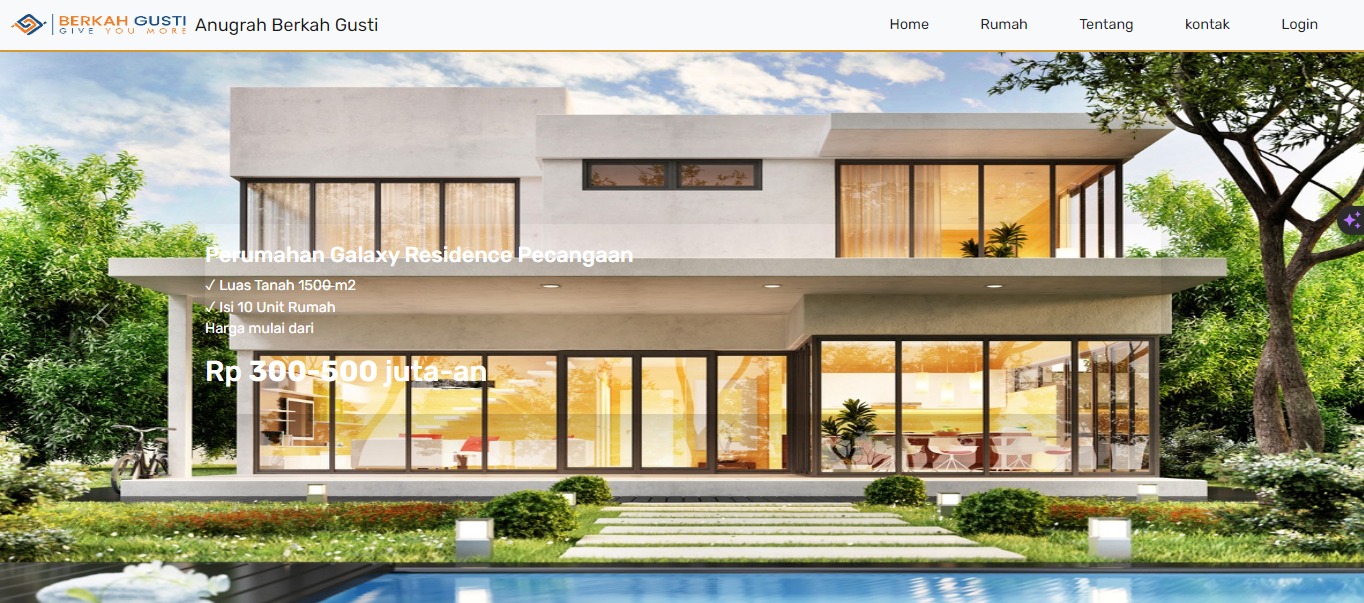 BERKAH GUSTI
GIVE YOU MORE
Anugrah Berkah Gusti
Home
Rumah
Tentang
kontak
Login
Perumahan Galaxy Residence Pecangaan
✓ Luas Tanah 1500 m2
✓ Isi 10 Unit Rumah
Harga mulai dari
Rp 300-500 juta-an